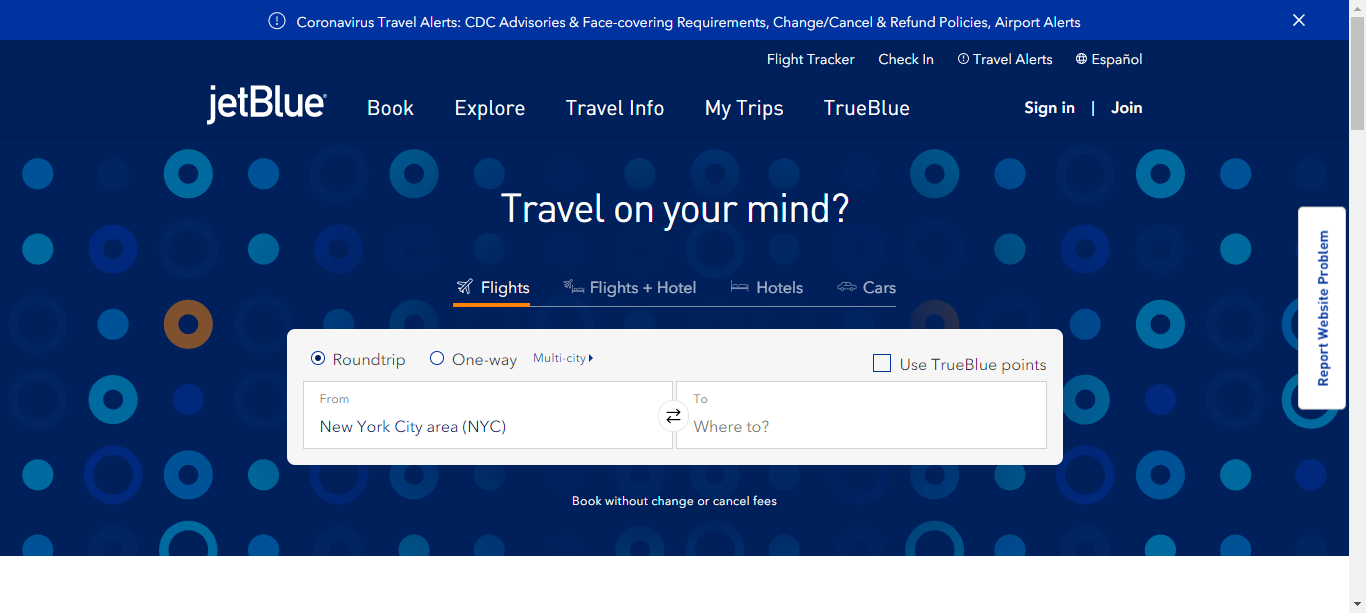 Coronavirus Travel Alerts: CDC Advisories & Face-covering Requirements, Change/Cancel & Refund Policies, Airport Alerts
Flight Tracker Check In Travel Alerts Español
jetBlue Book Explore Travel Info My Trips TrueBlue Sign in | Join
Travel on your mind?
Flights Flights + Hotel Hotels Cars
Roundtrip One-way Multi-city Use TrueBlue points
From To
New York City area (NYC) Where to?
Book without change or cancel fees
Report Website Problem